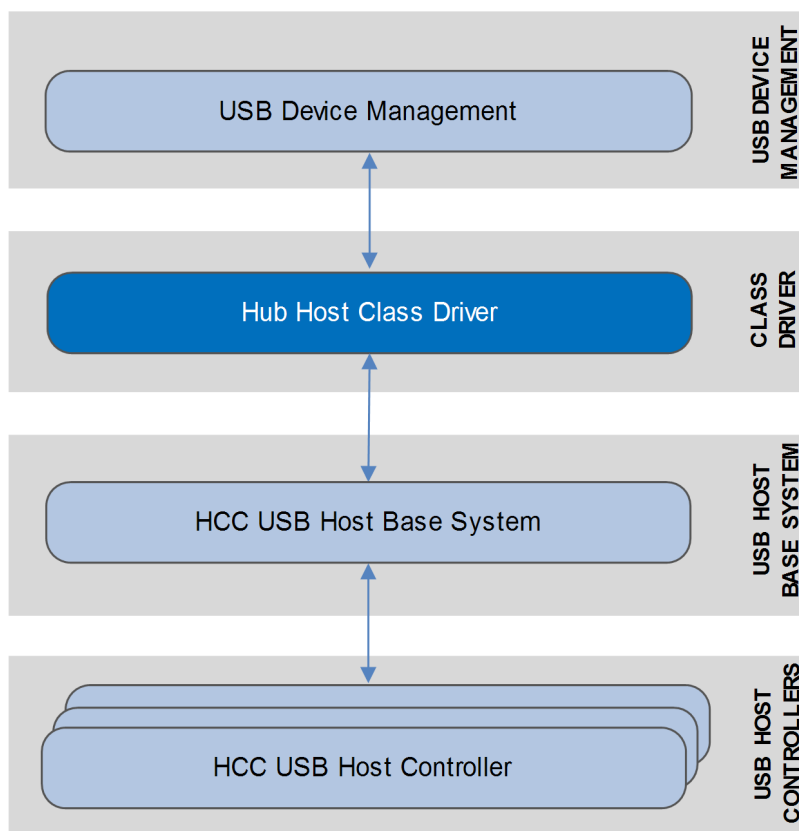 USB Device Management
USB DEVICE
MANAGEMENT
Hub Host Class Driver
CLASS
DRIVER
HCC USB Host Base System
USB HOST
BASE SYSTEM
HCC USB Host Controller
USB HOST
CONTROLLERS